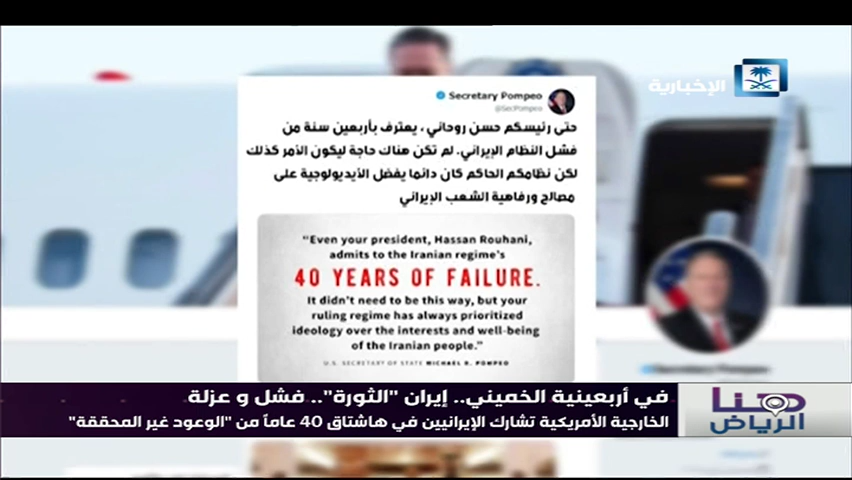 الإخبارية
Secretary Pompeo
@SecPompeo
حتى رئيسكم حسن روحاني، يعترف بأربعين سنة من
فشل النظام الإيراني. لم تكن هناك حاجة ليكون الأمر كذلك
لكن نظامكم الحاكم كان دائما يفضل الأيديولوجية على
مصالح ورفاهية الشعب الإيراني
“Even your president, Hassan Rouhani,
admits to the Iranian regime’s
40 YEARS OF FAILURE.
It didn’t need to be this way, but your
ruling regime has always prioritized
ideology over the interests and well-being
of the Iranian people.”
U.S. SECRETARY OF STATE MICHAEL R. POMPEO
Secretary Pompeo
في أربعينية الخميني.. إيران "الثورة".. فشل و عزلة
الخارجية الأمريكية تشارك الإيرانيين في هاشتاق 40 عاماً من "الوعود غير المحققة"
هنا
الرياض